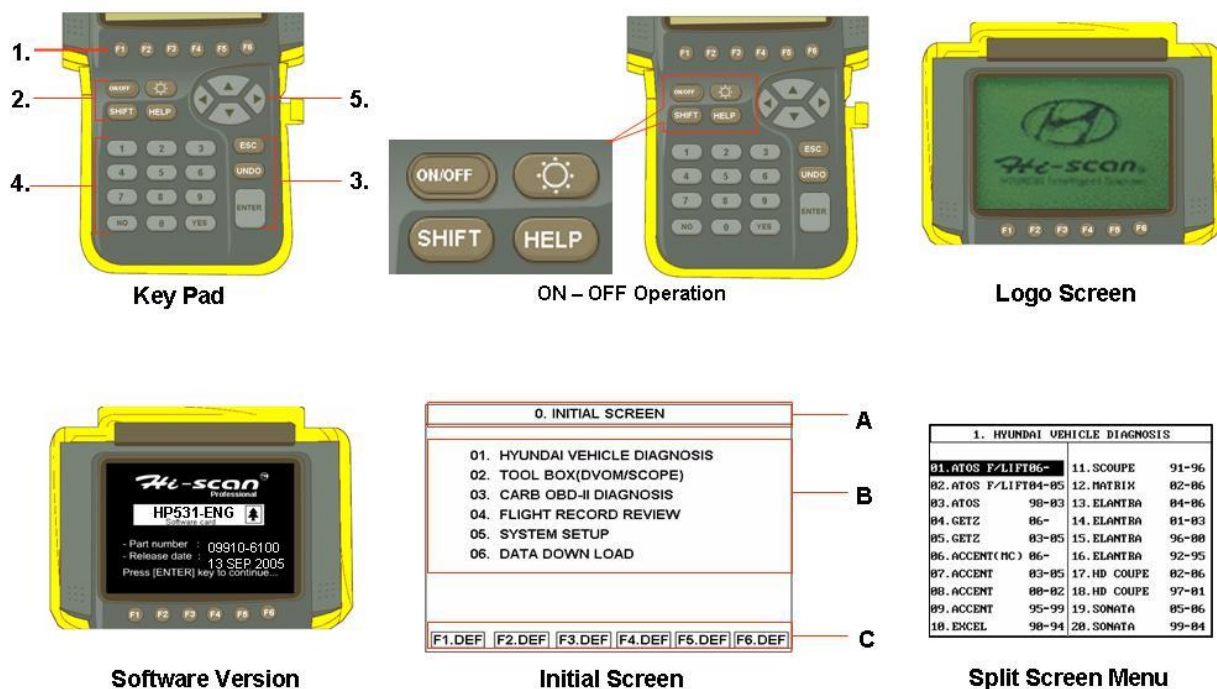 1.
F1 F2 F3 F4 F5 F6
2.
ON/OFF
SHIFT HELP
5.
4.
1 2 3 ESC
4 5 6 UNDO
7 8 9 ENTER
NO 0 YES
3.
Key Pad
F1 F2 F3 F4 F5 F6
ON/OFF
SHIFT HELP
1 2 3 ESC
4 5 6 UNDO
7 8 9 ENTER
NO 0 YES
ON/OFF
SHIFT HELP
ON – OFF Operation
Hi-scan
F1 F2 F3 F4 F5 F6
Logo Screen
Hi-scan™
Professional
HP531-ENG
Software card
- Part number : 09910-6100
- Release date : 13 SEP 2005
Press [ENTER] key to continue...
F1 F2 F3 F4 F5 F6
Software Version
0. INITIAL SCREEN
A
01. HYUNDAI VEHICLE DIAGNOSIS
02. TOOL BOX(DVOM/SCOPE)
03. CARB OBD-II DIAGNOSIS
04. FLIGHT RECORD REVIEW
05. SYSTEM SETUP
06. DATA DOWN LOAD
B
F1.DEF F2.DEF F3.DEF F4.DEF F5.DEF F6.DEF
C
Initial Screen
1. HYUNDAI VEHICLE DIAGNOSIS
01.ATOS F/LIFT06- 11.SCOUPE 91-96
02.ATOS F/LIFT04-05 12.MATRIX 02-06
03.ATOS 98-03 13.ELANTRA 04-06
04.GETZ 06- 14.ELANTRA 01-03
05.GETZ 03-05 15.ELANTRA 96-00
06.ACCENT(MC) 06- 16.ELANTRA 92-95
07.ACCENT 03-05 17.HD COUPE 02-06
08.ACCENT 00-02 18.HD COUPE 97-01
09.ACCENT 95-99 19.SONATA 05-06
10.EXCEL 90-94 20.SONATA 99-04
Split Screen Menu